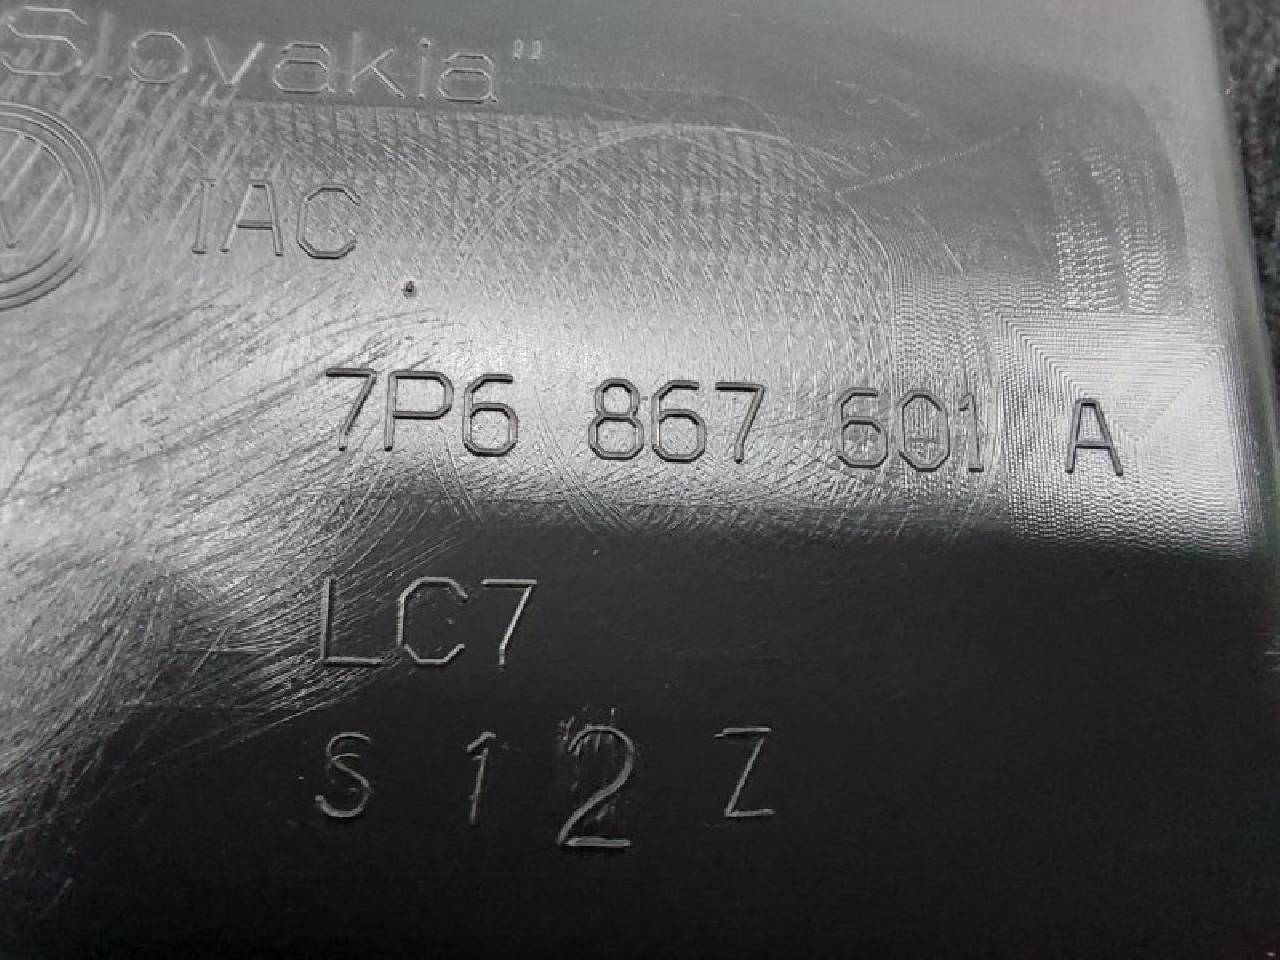 Slovakia"
IAC
7P6 867 601 A
LC7
S 1 2 Z